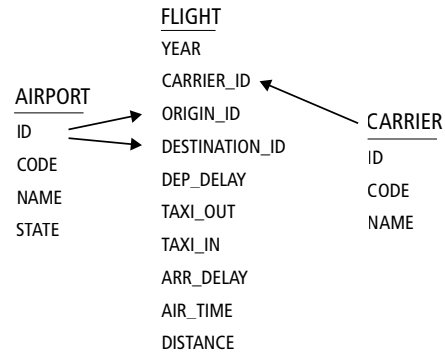 FLIGHT
YEAR
CARRIER_ID
ORIGIN_ID
DESTINATION_ID
DEP_DELAY
TAXI_OUT
TAXI_IN
ARR_DELAY
AIR_TIME
DISTANCE
AIRPORT
ID
CODE
NAME
STATE
CARRIER
ID
CODE
NAME